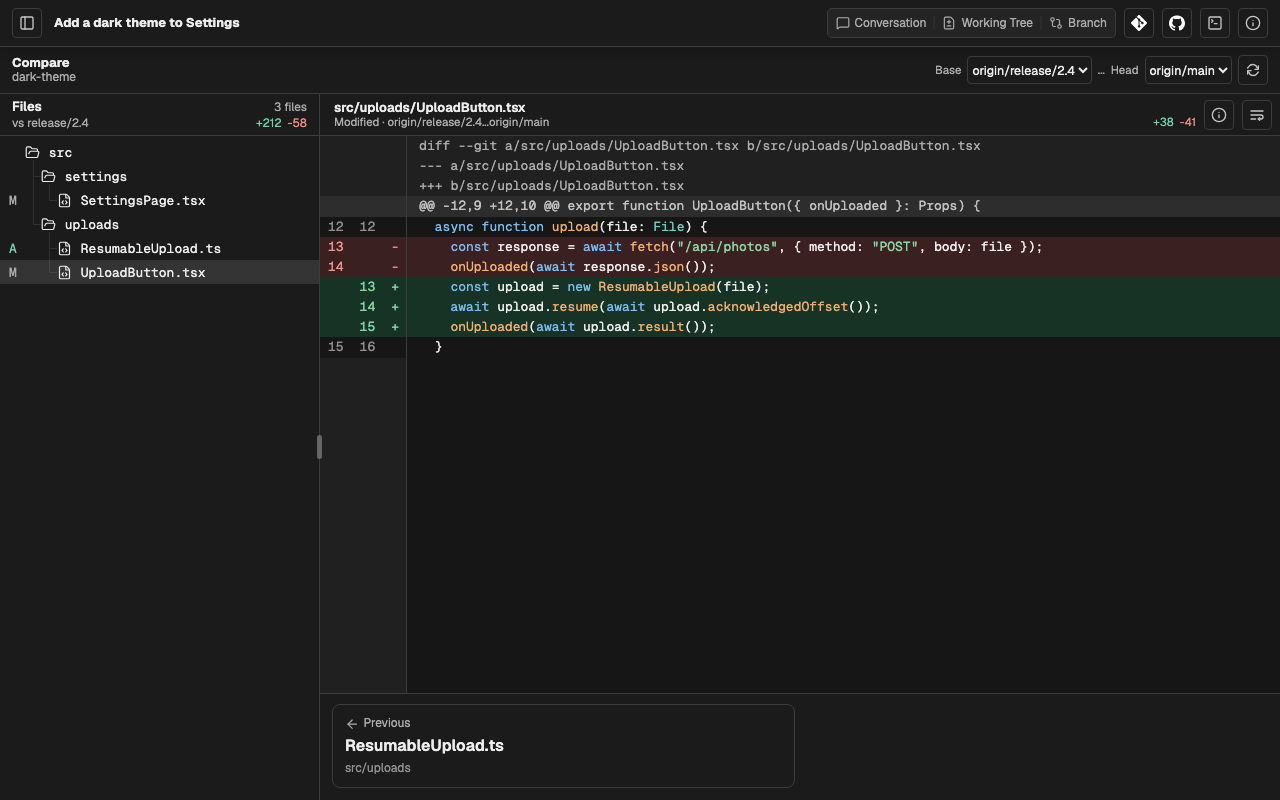 Add a dark theme to Settings
Conversation
Working Tree
Branch
Compare
dark-theme
Base
origin/release/2.4
...
Head
origin/main
Files
3 files
vs release/2.4
+212 -58
src
settings
M SettingsPage.tsx
uploads
A ResumableUpload.ts
M UploadButton.tsx
src/uploads/UploadButton.tsx
Modified · origin/release/2.4...origin/main
+38 -41
diff --git a/src/uploads/UploadButton.tsx b/src/uploads/UploadButton.tsx
--- a/src/uploads/UploadButton.tsx
+++ b/src/uploads/UploadButton.tsx
@@ -12,9 +12,10 @@ export function UploadButton({ onUploaded }: Props) {
12 12 async function upload(file: File) {
13 - const response = await fetch("/api/photos", { method: "POST", body: file });
14 - onUploaded(await response.json());
13 + const upload = new ResumableUpload(file);
14 + await upload.resume(await upload.acknowledgedOffset());
15 + onUploaded(await upload.result());
15 16 }
Previous
ResumableUpload.ts
src/uploads